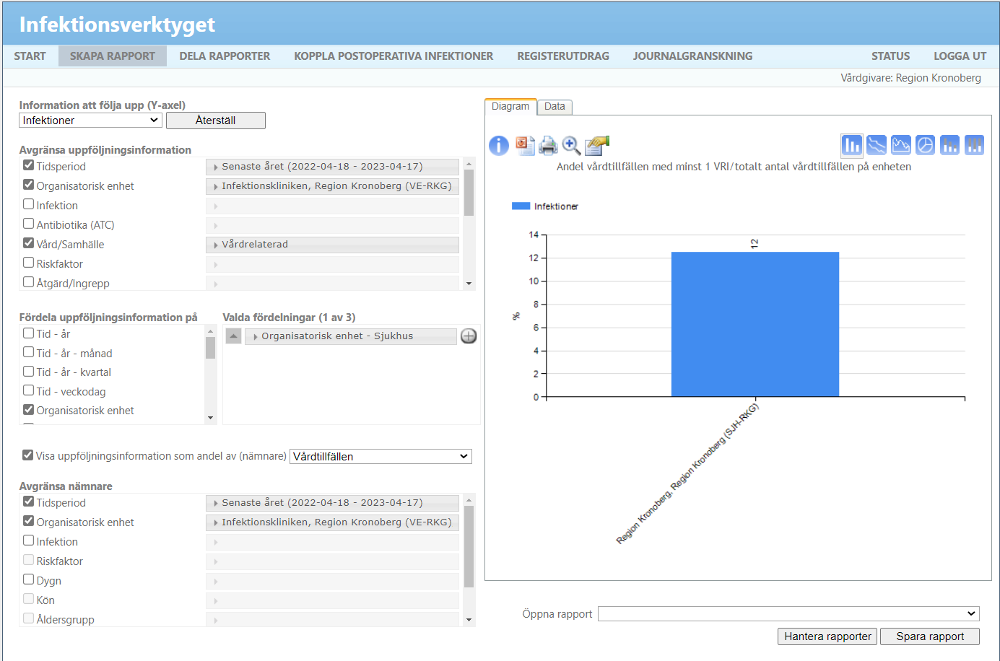 Infektionsverktyget
START SKAPA RAPPORT DELA RAPPORTER KOPPLA POSTOPERATIVA INFEKTIONER REGISTERUTDRAG JOURNALGRANSKNING STATUS LOGGA UT
Vårdgivare: Region Kronoberg
Information att följa upp (Y-axel)
Infektioner Återställ
Avgränsa uppföljningsinformation
Tidsperiod Senaste året (2022-04-18 - 2023-04-17)
Organisatorisk enhet Infektionskliniken, Region Kronoberg (VE-RKG)
Infektion
Antibiotika (ATC)
Vård/Samhälle Vårdrelaterad
Riskfaktor
Åtgärd/Ingrepp
Fördela uppföljningsinformation på
Tid - år
Tid - år - månad
Tid - år - kvartal
Tid - veckodag
Organisatorisk enhet
Valda fördelningar (1 av 3)
Organisatorisk enhet - Sjukhus
Visa uppföljningsinformation som andel av (nämnare) Vårdtillfällen
Avgränsa nämnare
Tidsperiod Senaste året (2022-04-18 - 2023-04-17)
Organisatorisk enhet Infektionskliniken, Region Kronoberg (VE-RKG)
Infektion
Riskfaktor
Dygn
Kön
Åldersgrupp
Diagram Data
Andel vårdtillfällen med minst 1 VRI/totalt antal vårdtillfällen på enheten
Infektioner
14
12
10
8
6
4
2
0
%
12
Region Kronoberg, Region Kronoberg (SJH-RKG)
Öppna rapport
Hantera rapporter Spara rapport